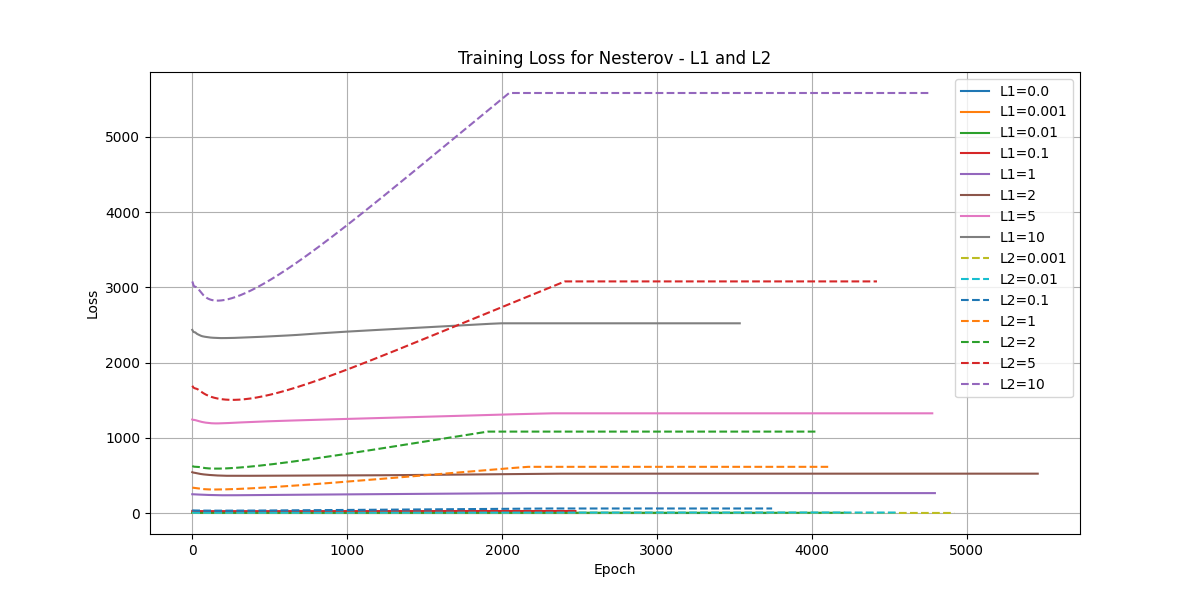 Training Loss for Nesterov - L1 and L2
Loss
5000
4000
3000
2000
1000
0
0
1000
2000
3000
4000
5000
Epoch
L1=0.0
L1=0.001
L1=0.01
L1=0.1
L1=1
L1=2
L1=5
L1=10
L2=0.001
L2=0.01
L2=0.1
L2=1
L2=2
L2=5
L2=10